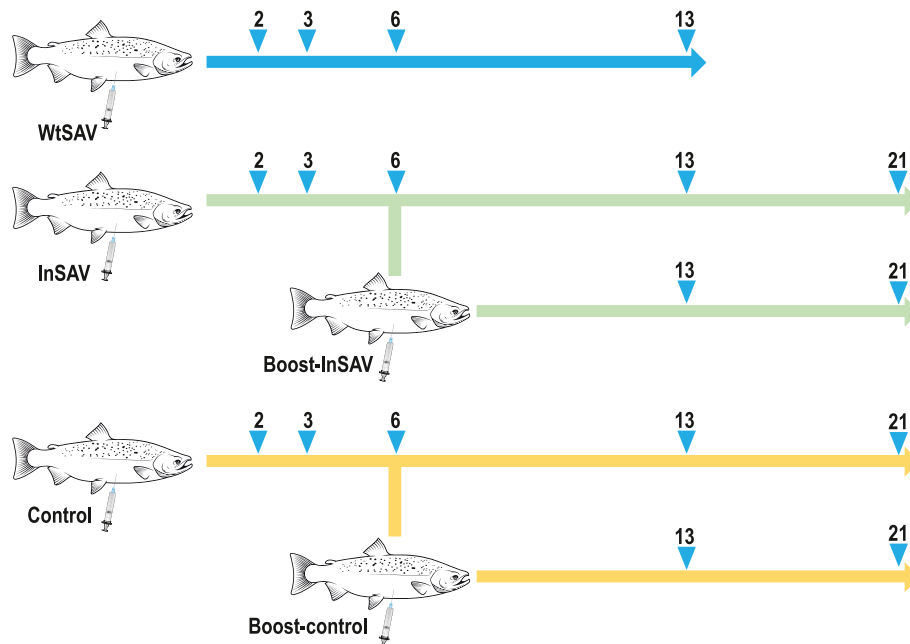 2 3 6 13
WtSAV
2 3 6 13 21
InSAV
13 21
Boost-InSAV
2 3 6 13 21
Control
13 21
Boost-control